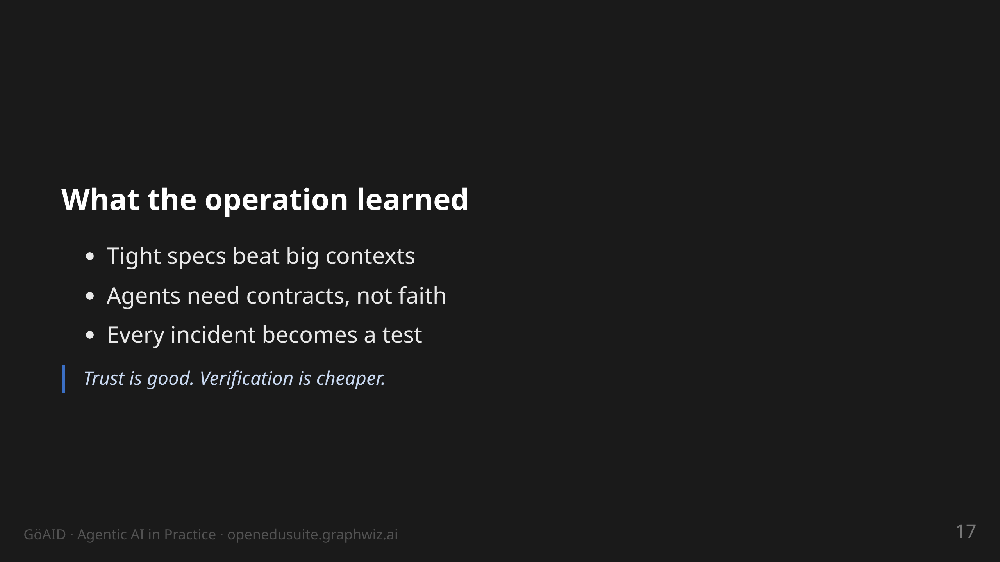 What the operation learned
• Tight specs beat big contexts
• Agents need contracts, not faith
• Every incident becomes a test
Trust is good. Verification is cheaper.
GöAID · Agentic AI in Practice · openedusuite.graphwiz.ai
17